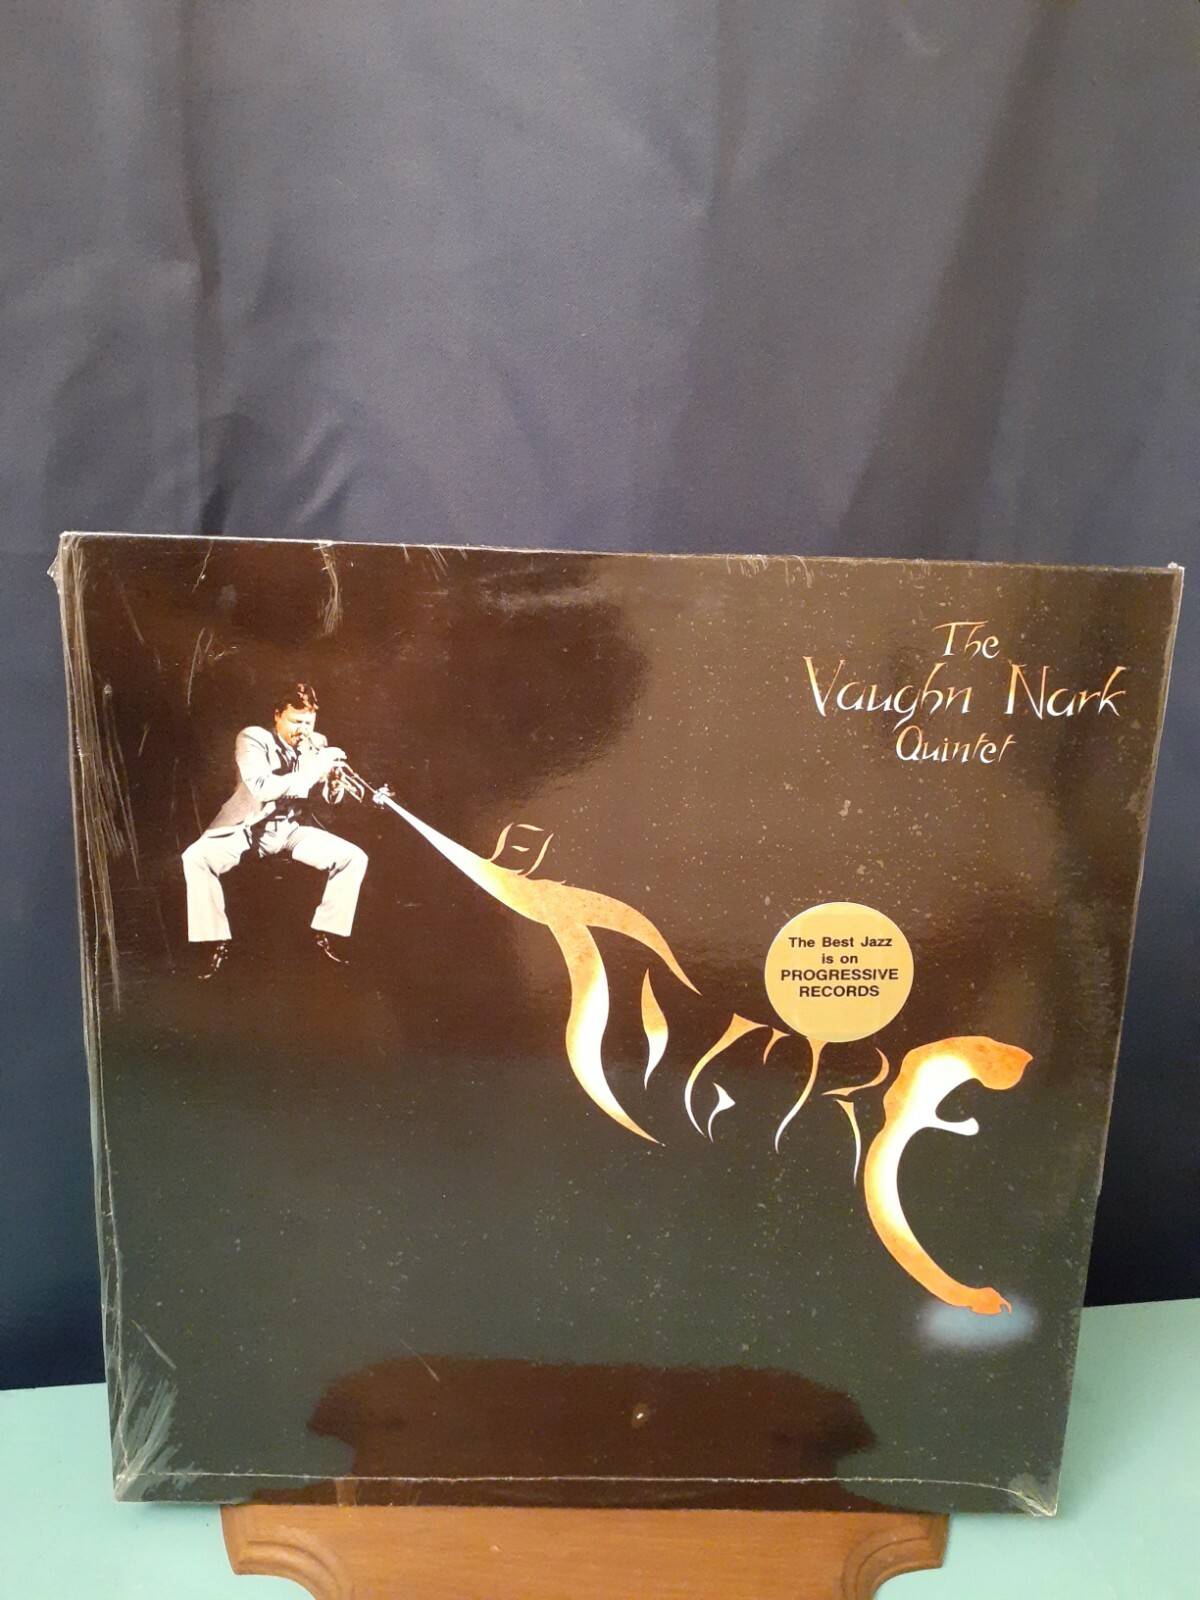 The
Vaughn Nark
Quintet
El
Tigre
The Best Jazz
is on
PROGRESSIVE
RECORDS